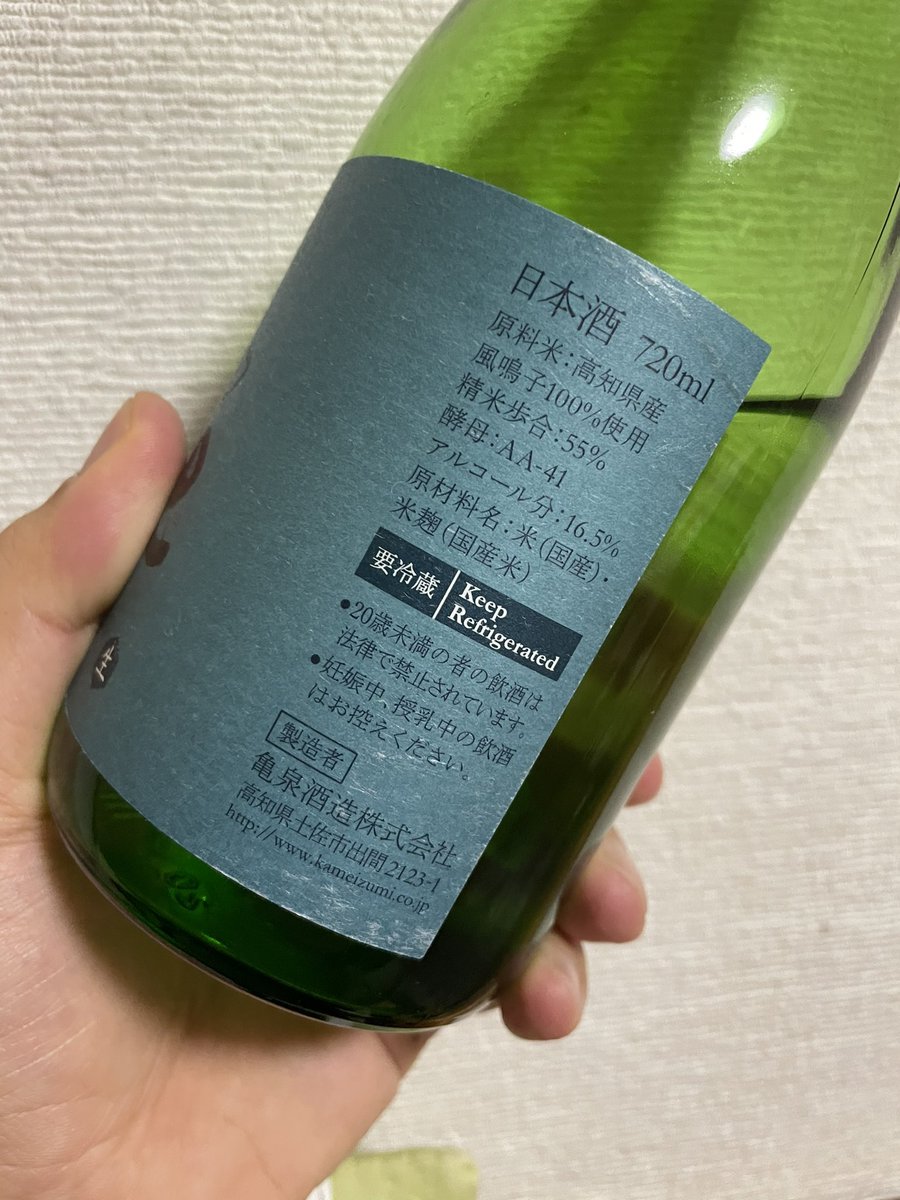 日本酒 720ml
原料米：高知県産
風鳴子100%使用
精米歩合：55%
酵母：AA-41
アルコール分：16.5%
原材料名：米（国産）・
米麹（国産米）
要冷蔵 Keep
Refrigerated
●20歳未満の者の飲酒は
法律で禁止されています。
●妊娠中、授乳中の飲酒
はお控えください。
製造者
亀泉酒造株式会社
高知県土佐市出間2123-1
http://www.kameizumi.co.jp